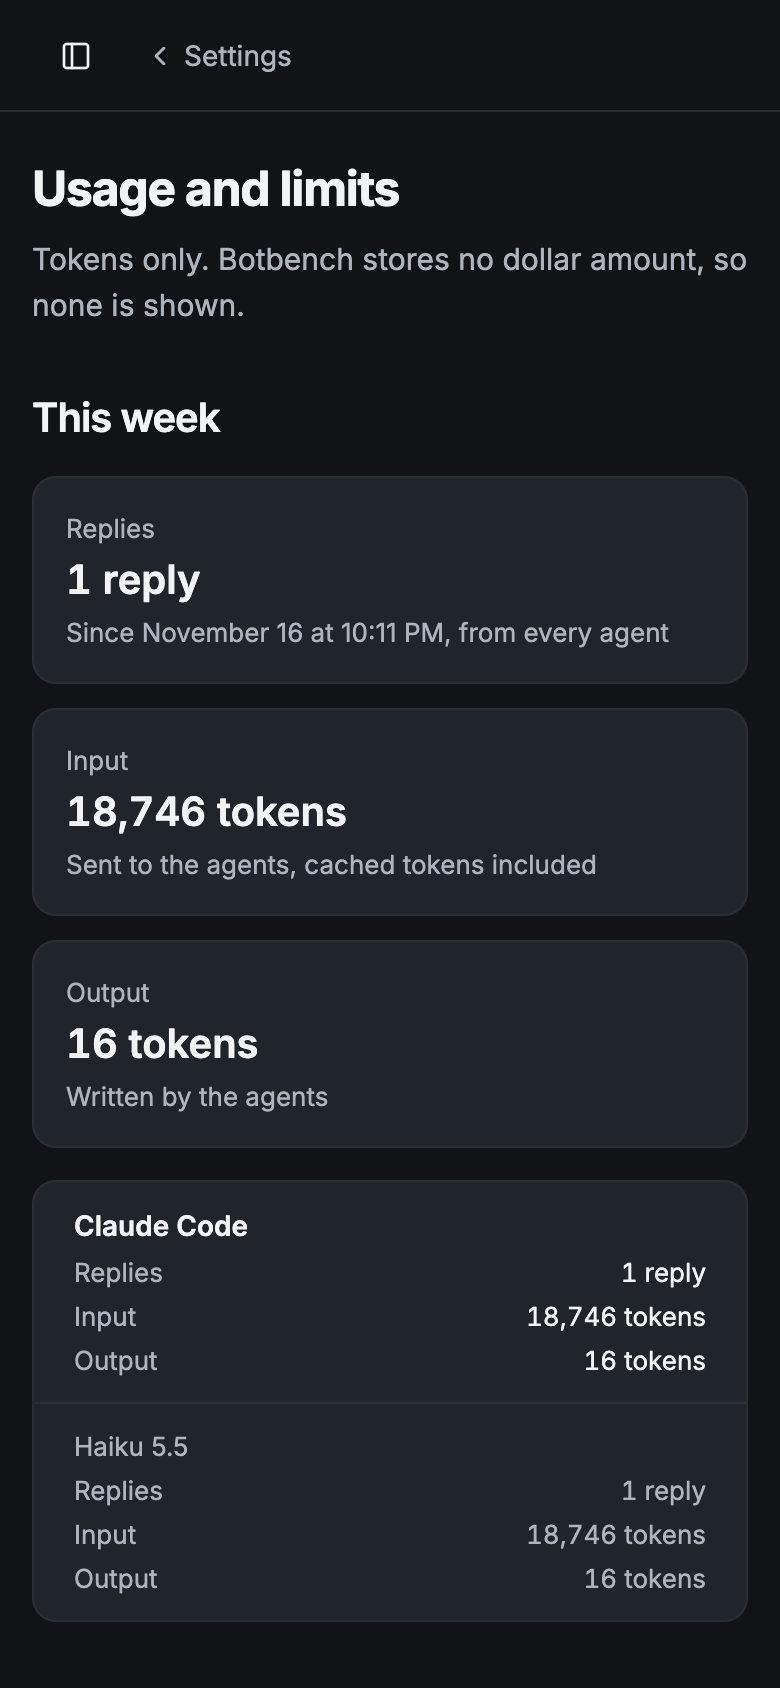 Settings
Usage and limits
Tokens only. Botbench stores no dollar amount, so
none is shown.
This week
Replies
1 reply
Since November 16 at 10:11 PM, from every agent
Input
18,746 tokens
Sent to the agents, cached tokens included
Output
16 tokens
Written by the agents
Claude Code
Replies 1 reply
Input 18,746 tokens
Output 16 tokens
Haiku 5.5
Replies 1 reply
Input 18,746 tokens
Output 16 tokens